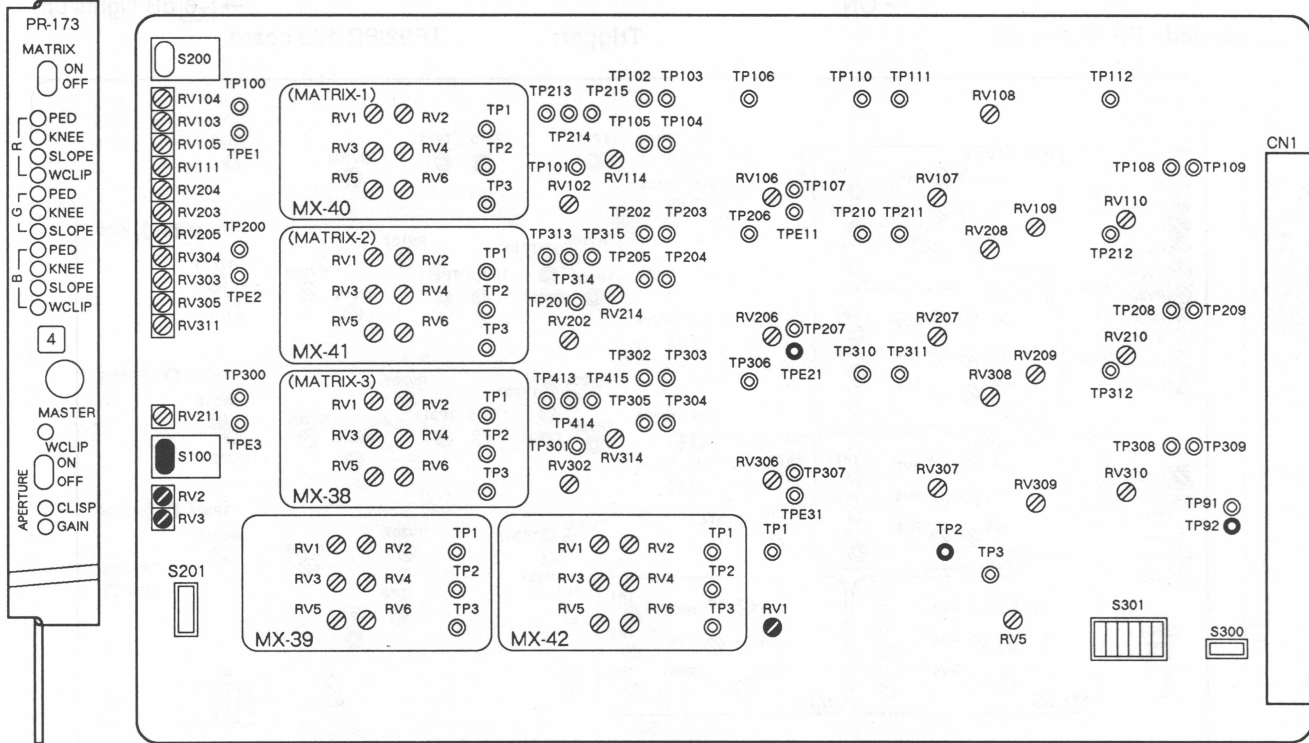 PR-173
MATRIX
ON
OFF
R
PED
KNEE
SLOPE
WCLIP
G
PED
KNEE
SLOPE
B
PED
KNEE
SLOPE
WCLIP
4
MASTER
WCLIP
APERTURE
ON
OFF
CLISP
GAIN
S200
RV104
RV103
RV105
RV111
RV204
RV203
RV205
RV304
RV303
RV305
RV311
RV211
S100
RV2
RV3
S201
TP100
TPE1
TP200
TPE2
TP300
TPE3
(MATRIX-1)
RV1 RV2 TP1
RV3 RV4 TP2
RV5 RV6 TP3
MX-40
(MATRIX-2)
RV1 RV2 TP1
RV3 RV4 TP2
RV5 RV6 TP3
MX-41
(MATRIX-3)
RV1 RV2 TP1
RV3 RV4 TP2
RV5 RV6 TP3
MX-38
RV1 RV2 TP1
RV3 RV4 TP2
RV5 RV6 TP3
MX-39
RV1 RV2 TP1
RV3 RV4 TP2
RV5 RV6 TP3
MX-42
TP102 TP103
TP213 TP215
TP105 TP104
TP214
TP101
RV114
RV102
TP202 TP203
TP313 TP315
TP205 TP204
TP314
TP201
RV214
RV202
TP302 TP303
TP413 TP415
TP305 TP304
TP414
TP301
RV314
RV302
TP106 TP110 TP111
RV108
TP112
RV106 TP107 RV107
TP108 TP109
TP206 TPE11 TP210 TP211
RV208
RV109
RV110
TP212
RV206 TP207 RV207
TP208 TP209
TP306 TPE21 TP310 TP311
RV308
RV209
RV210
TP312
RV306 TP307 RV307
TP308 TP309
TPE31
RV309
RV310
TP91
TP92
TP1
TP2
TP3
RV1
RV5
S301
S300
CN1